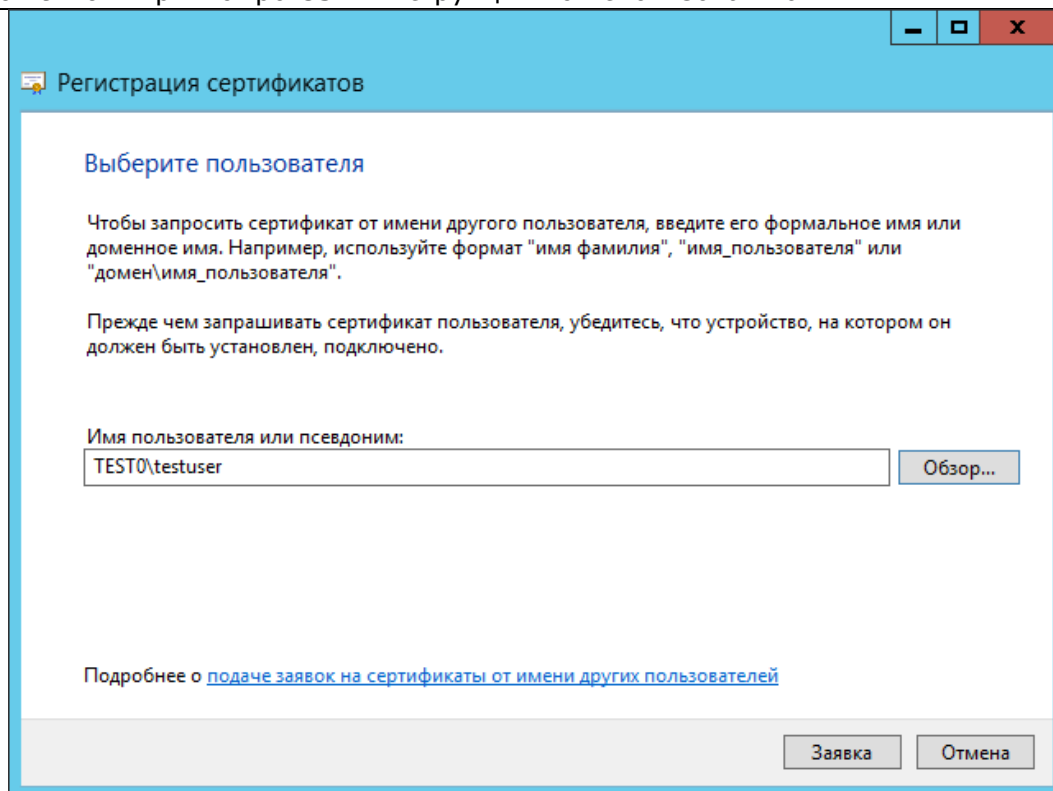 Регистрация сертификатов
Выберите пользователя
Чтобы запросить сертификат от имени другого пользователя, введите его формальное имя или
доменное имя. Например, используйте формат "имя фамилия", "имя_пользователя" или
"домен\имя_пользователя".
Прежде чем запрашивать сертификат пользователя, убедитесь, что устройство, на котором он
должен быть установлен, подключено.
Имя пользователя или псевдоним:
TEST0\testuser
Обзор...
Подробнее о подаче заявок на сертификаты от имени других пользователей
Заявка Отмена